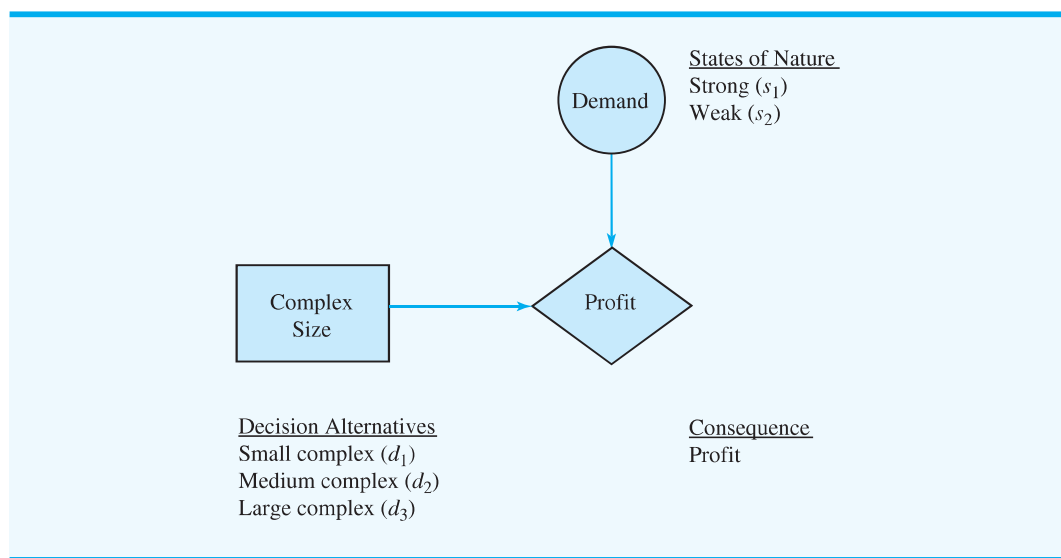 Demand
States of Nature
Strong (s1)
Weak (s2)
Complex
Size
Profit
Decision Alternatives
Small complex (d1)
Medium complex (d2)
Large complex (d3)
Consequence
Profit